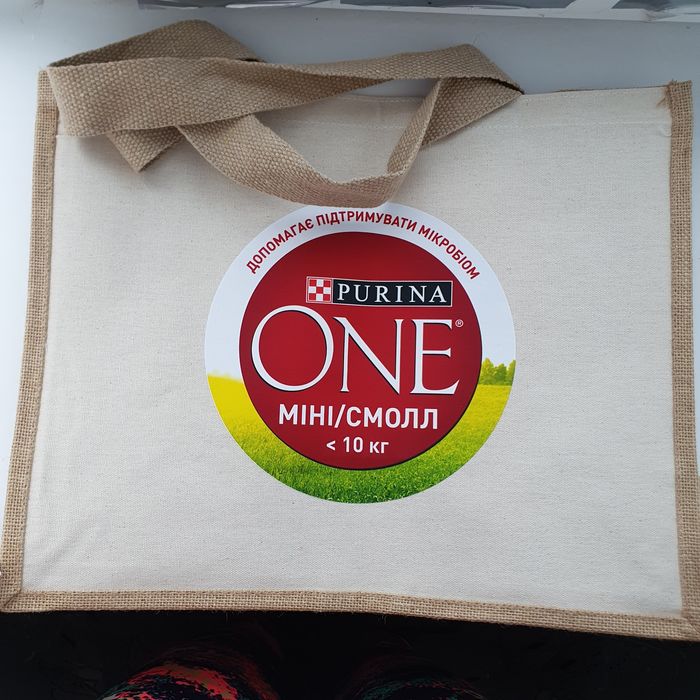 ДОПОМАГАЄ ПІДТРИМУВАТИ МІКРОБІОМ
PURINA
ONE®
МІНІ/СМОЛЛ
< 10 кг